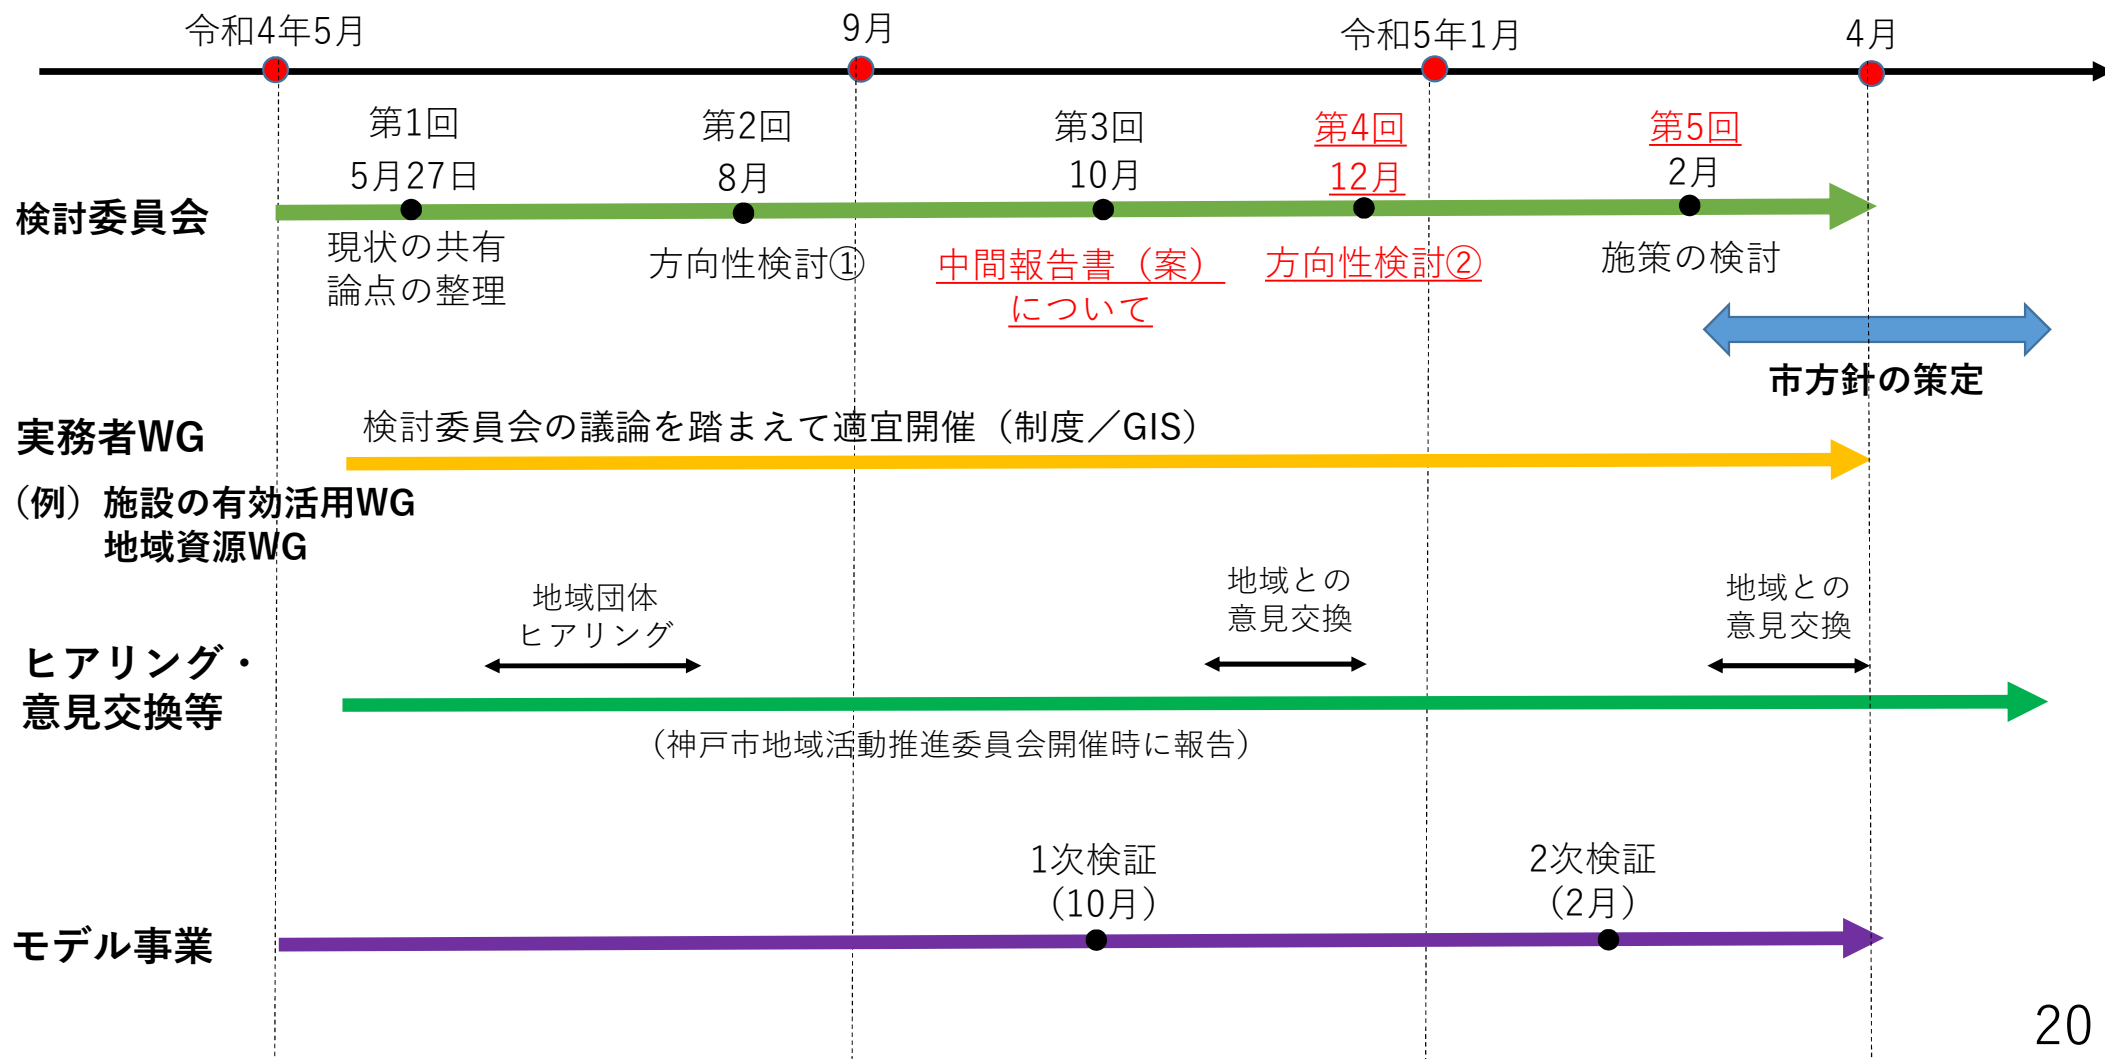 令和4年5月
9月
令和5年1月
4月
第1回
5月27日
第2回
8月
第3回
10月
第4回
12月
第5回
2月
検討委員会
現状の共有
論点の整理
方向性検討①
中間報告書（案）
について
方向性検討②
施策の検討
市方針の策定
実務者WG
検討委員会の議論を踏まえて適宜開催（制度／GIS）
（例）施設の有効活用WG
地域資源WG
地域団体
ヒアリング
地域との
意見交換
地域との
意見交換
ヒアリング・
意見交換等
（神戸市地域活動推進委員会開催時に報告）
1次検証
（10月）
2次検証
（2月）
モデル事業
20